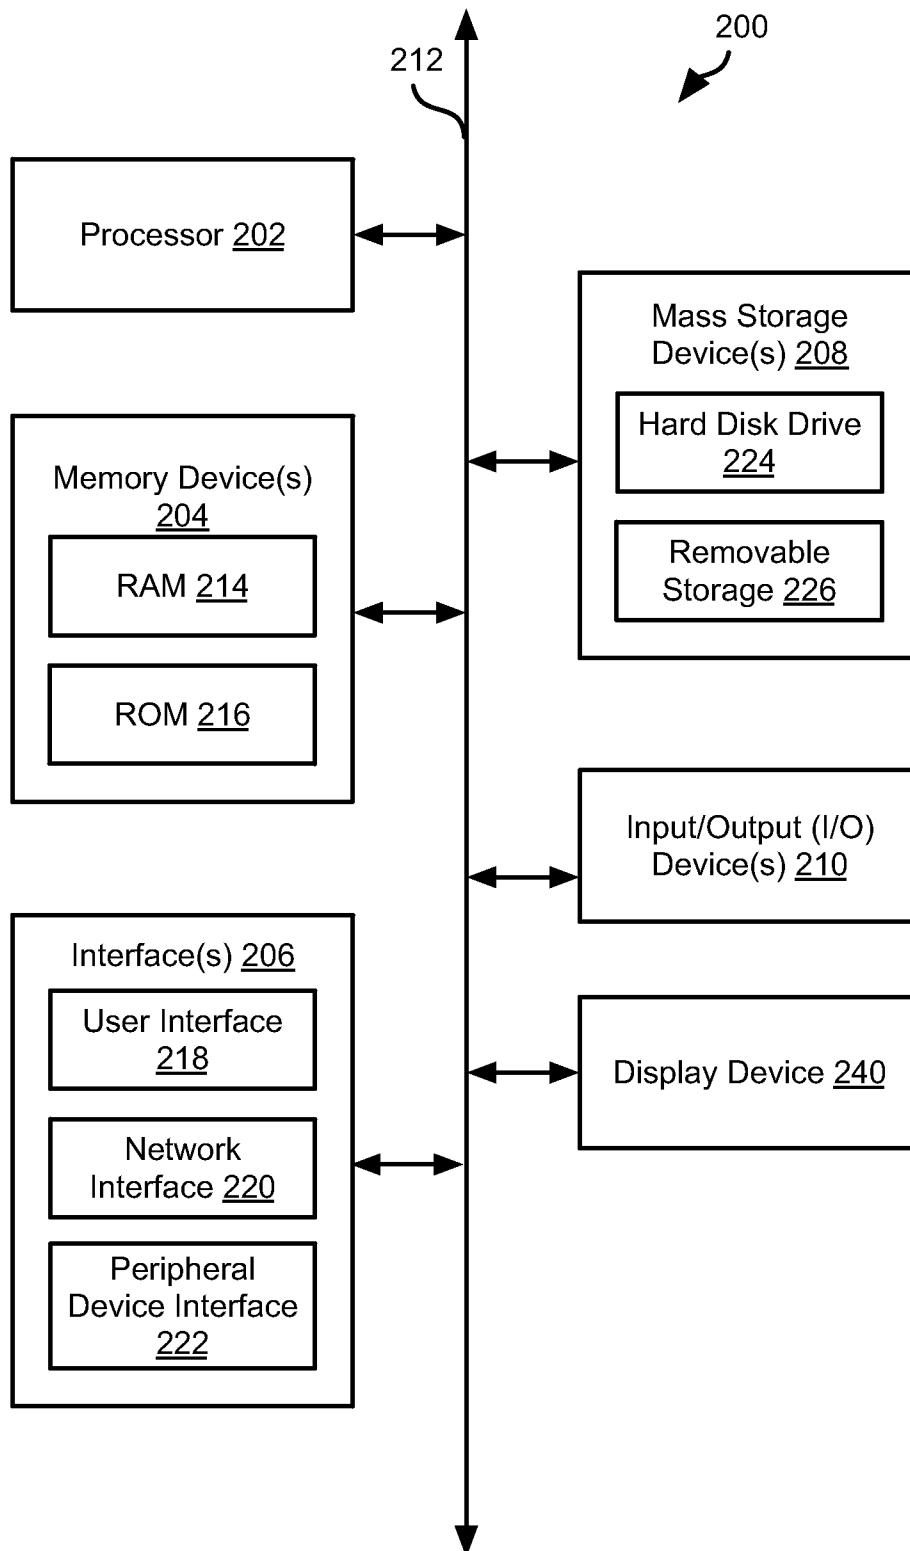 200
212
Processor 202
Mass Storage
Device(s) 208
Hard Disk Drive
224
Removable
Storage 226
Memory Device(s)
204
RAM 214
ROM 216
Input/Output (I/O)
Device(s) 210
Interface(s) 206
User Interface
218
Network
Interface 220
Peripheral
Device Interface
222
Display Device 240